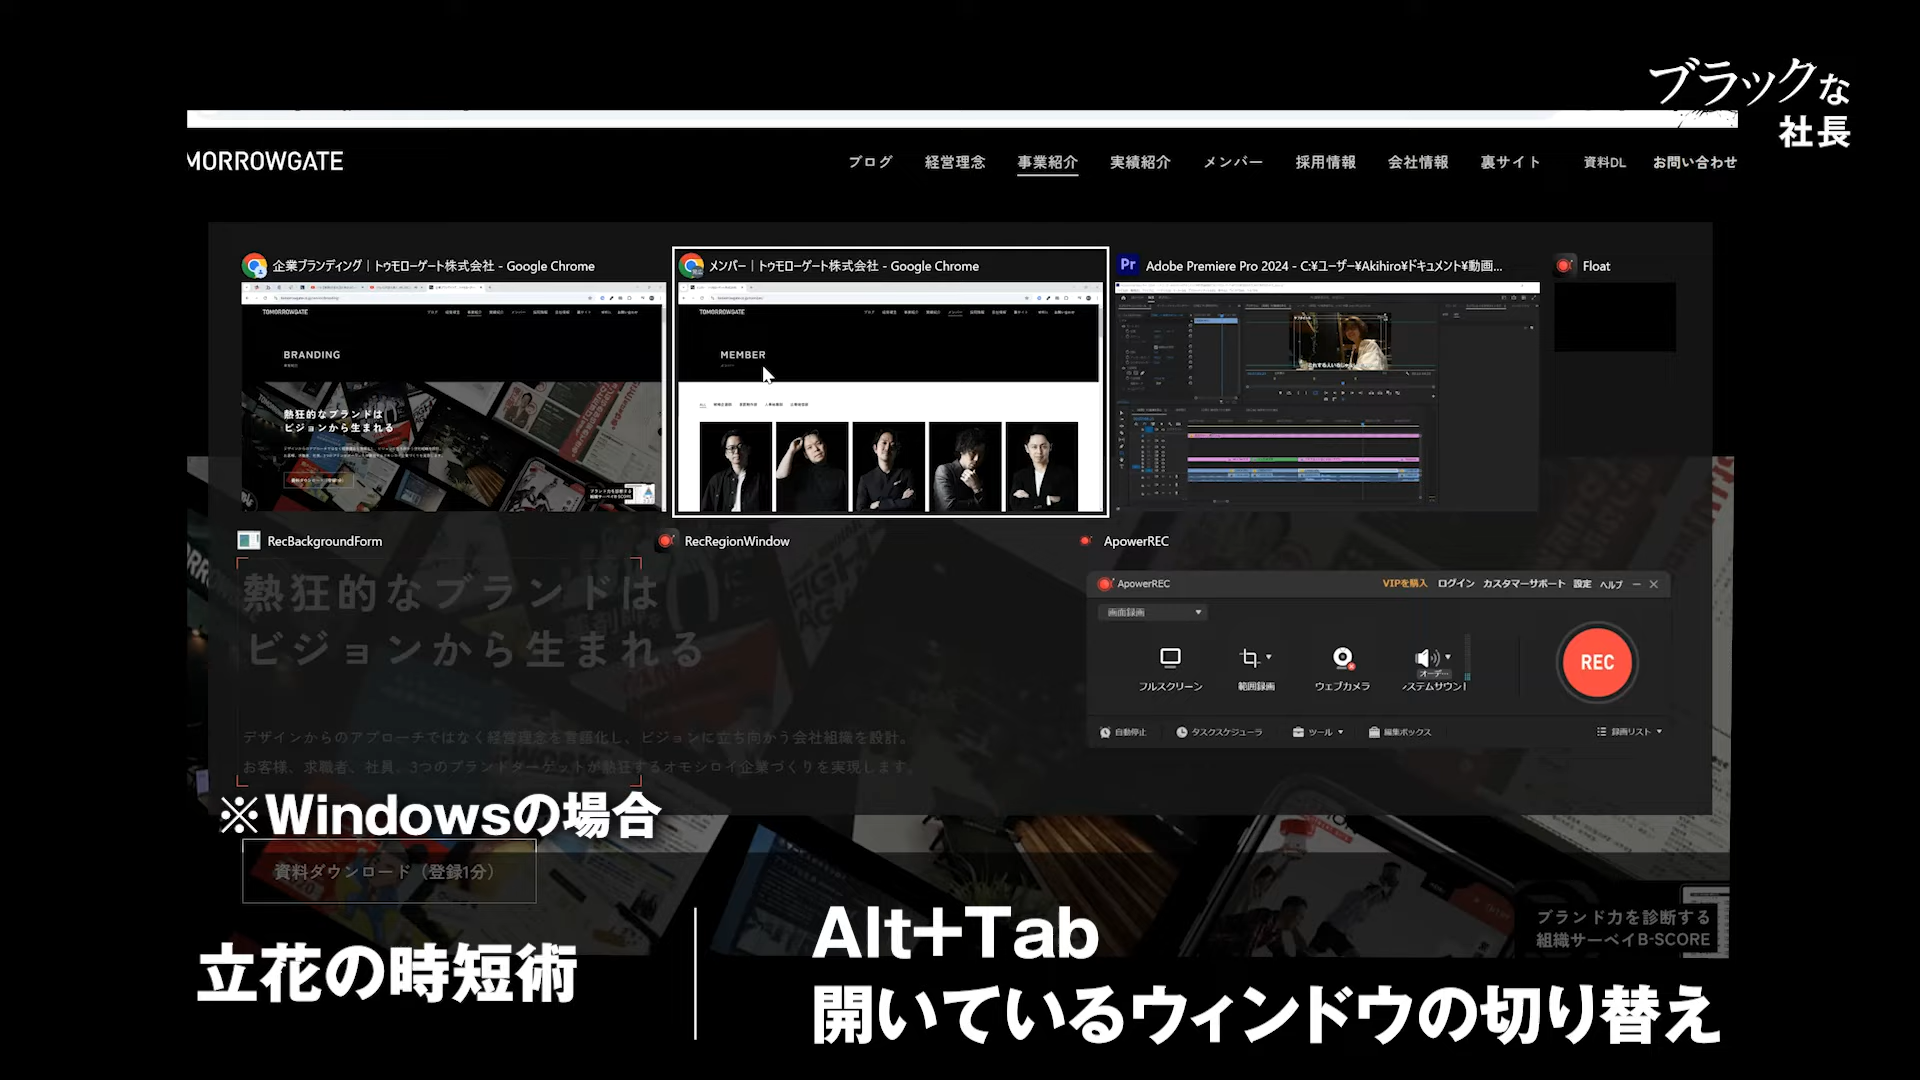 ブラックな
社長
MORROWGATE
ブログ 経営理念 事業紹介 実績紹介 メンバー 採用情報 会社情報 裏サイト 資料DL お問い合わせ
企業ブランディング｜トゥモローゲート株式会社 - Google Chrome
TOMORROWGATE
BRANDING
熱狂的なブランドは
ビジョンから生まれる
メンバー｜トゥモローゲート株式会社 - Google Chrome
TOMORROWGATE
MEMBER
Adobe Premiere Pro 2024 - C:¥ユーザー¥Akihiro¥ドキュメント¥動画...
Float
RecBackgroundForm
RecRegionWindow
ApowerREC
熱狂的なブランドは
ビジョンから生まれる
デザインからのアプローチではなく経営理念を言語化し、ビジョンに立ち向かう会社組織を設計。
お客様、求職者、社員。3つのブランドターゲットが熱狂するオモシロイ企業づくりを実現します。
ApowerREC VIPを購入 ログイン カスタマーサポート 設定 ヘルプ
画面録画
フルスクリーン 範囲録画 ウェブカメラ オーデ... REC
自動停止 タスクスケジューラ ツール 編集ボックス 録画リスト
※Windowsの場合
資料ダウンロード（登録1分）
ブランド力を診断する
組織サーベイB-SCORE
立花の時短術
Alt+Tab
開いているウィンドウの切り替え